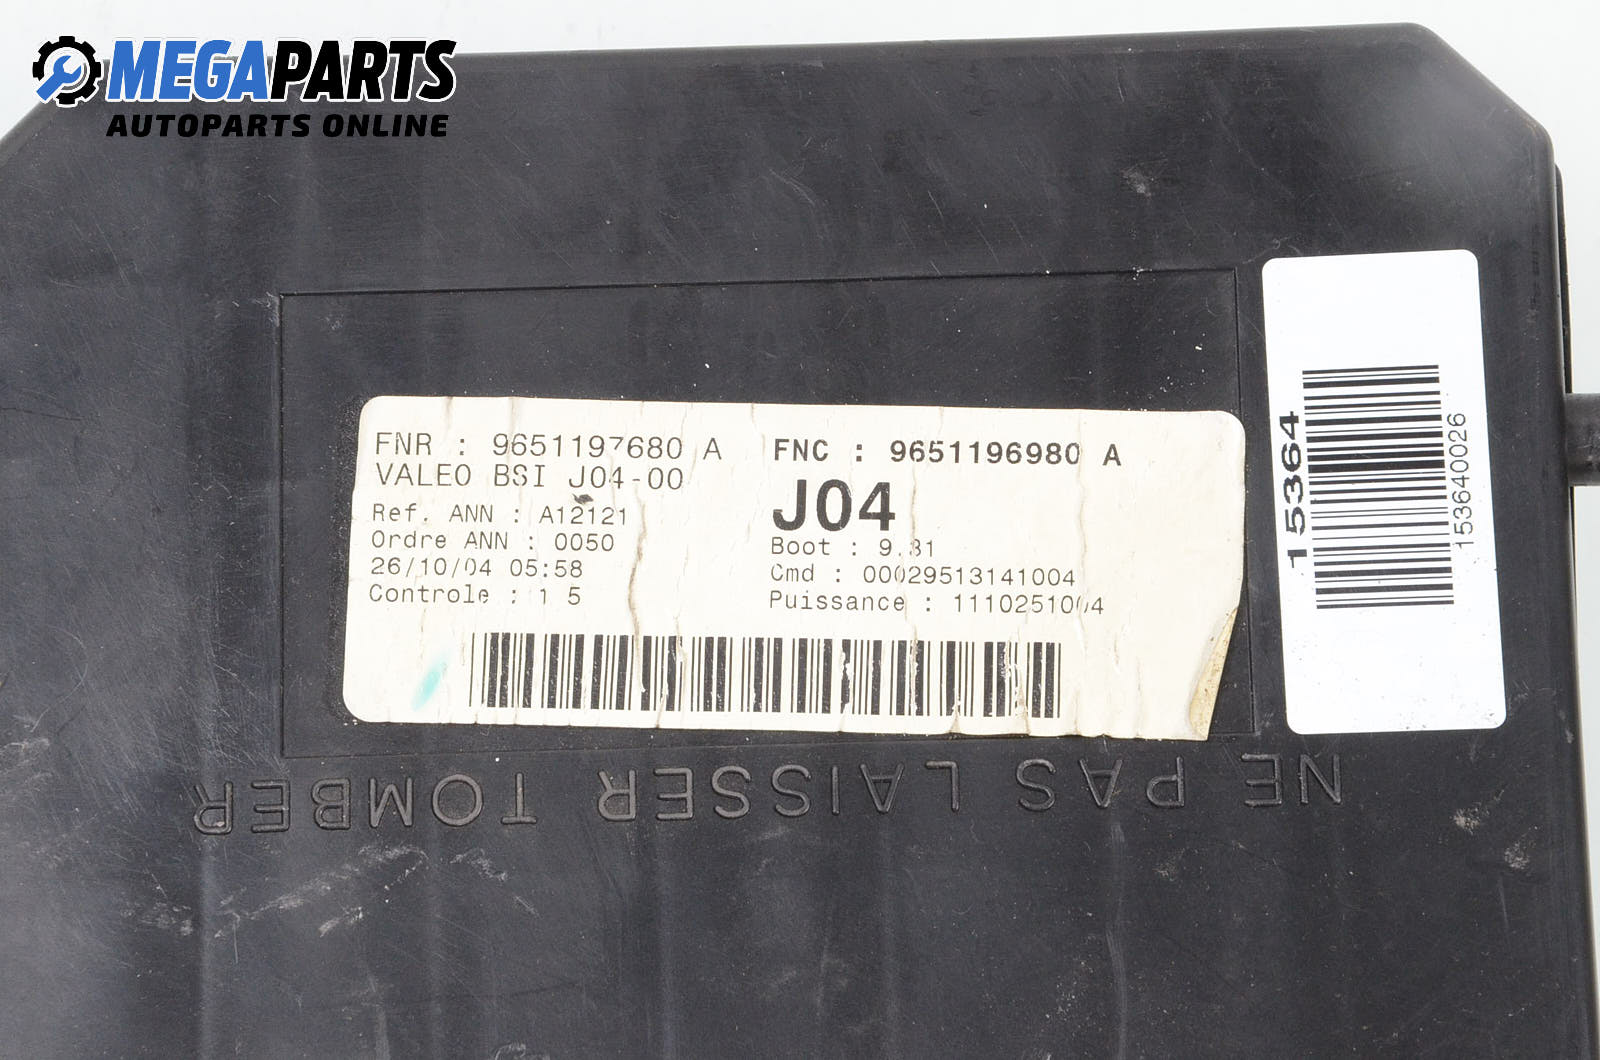 MEGAPARTS
AUTOPARTS ONLINE
FNR : 9651197680 A
VALEO BSI J04-00
Ref. ANN : A12121
Ordre ANN : 0050
26/10/04 05:58
Controle : 1 5
FNC : 9651196980 A
J04
Boot : 9.31
Cmd : 00029513141004
Puissance : 1110251004
15364
153640026
NE PAS LAISSER TOMBER